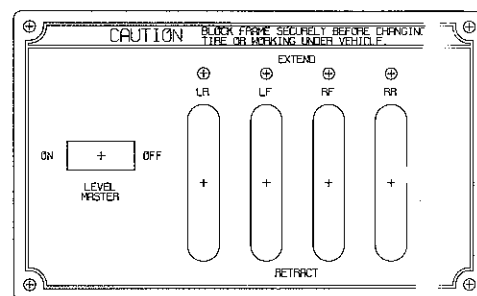 CAUTION BLOCK FRAME SECURELY BEFORE CHANGING
TIRE OR WORKING UNDER VEHICLE.
EXTEND
LR LF RF RR
ON OFF
LEVEL
MASTER
RETRACT